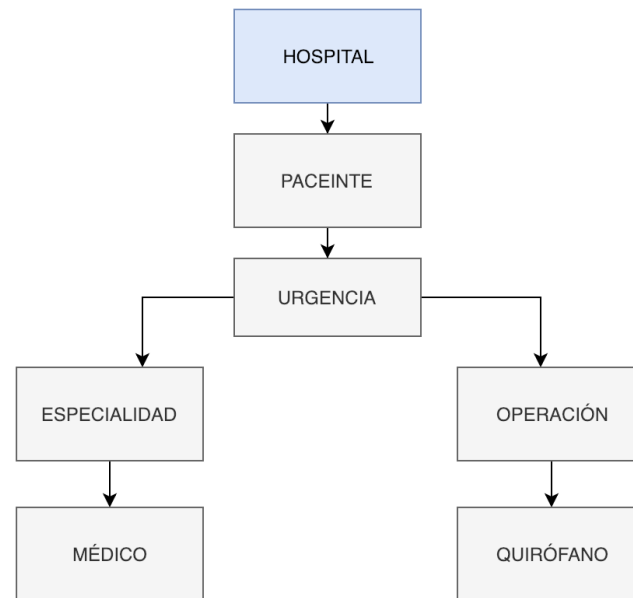 HOSPITAL
PACEINTE
URGENCIA
ESPECIALIDAD
OPERACIÓN
MÉDICO
QUIRÓFANO